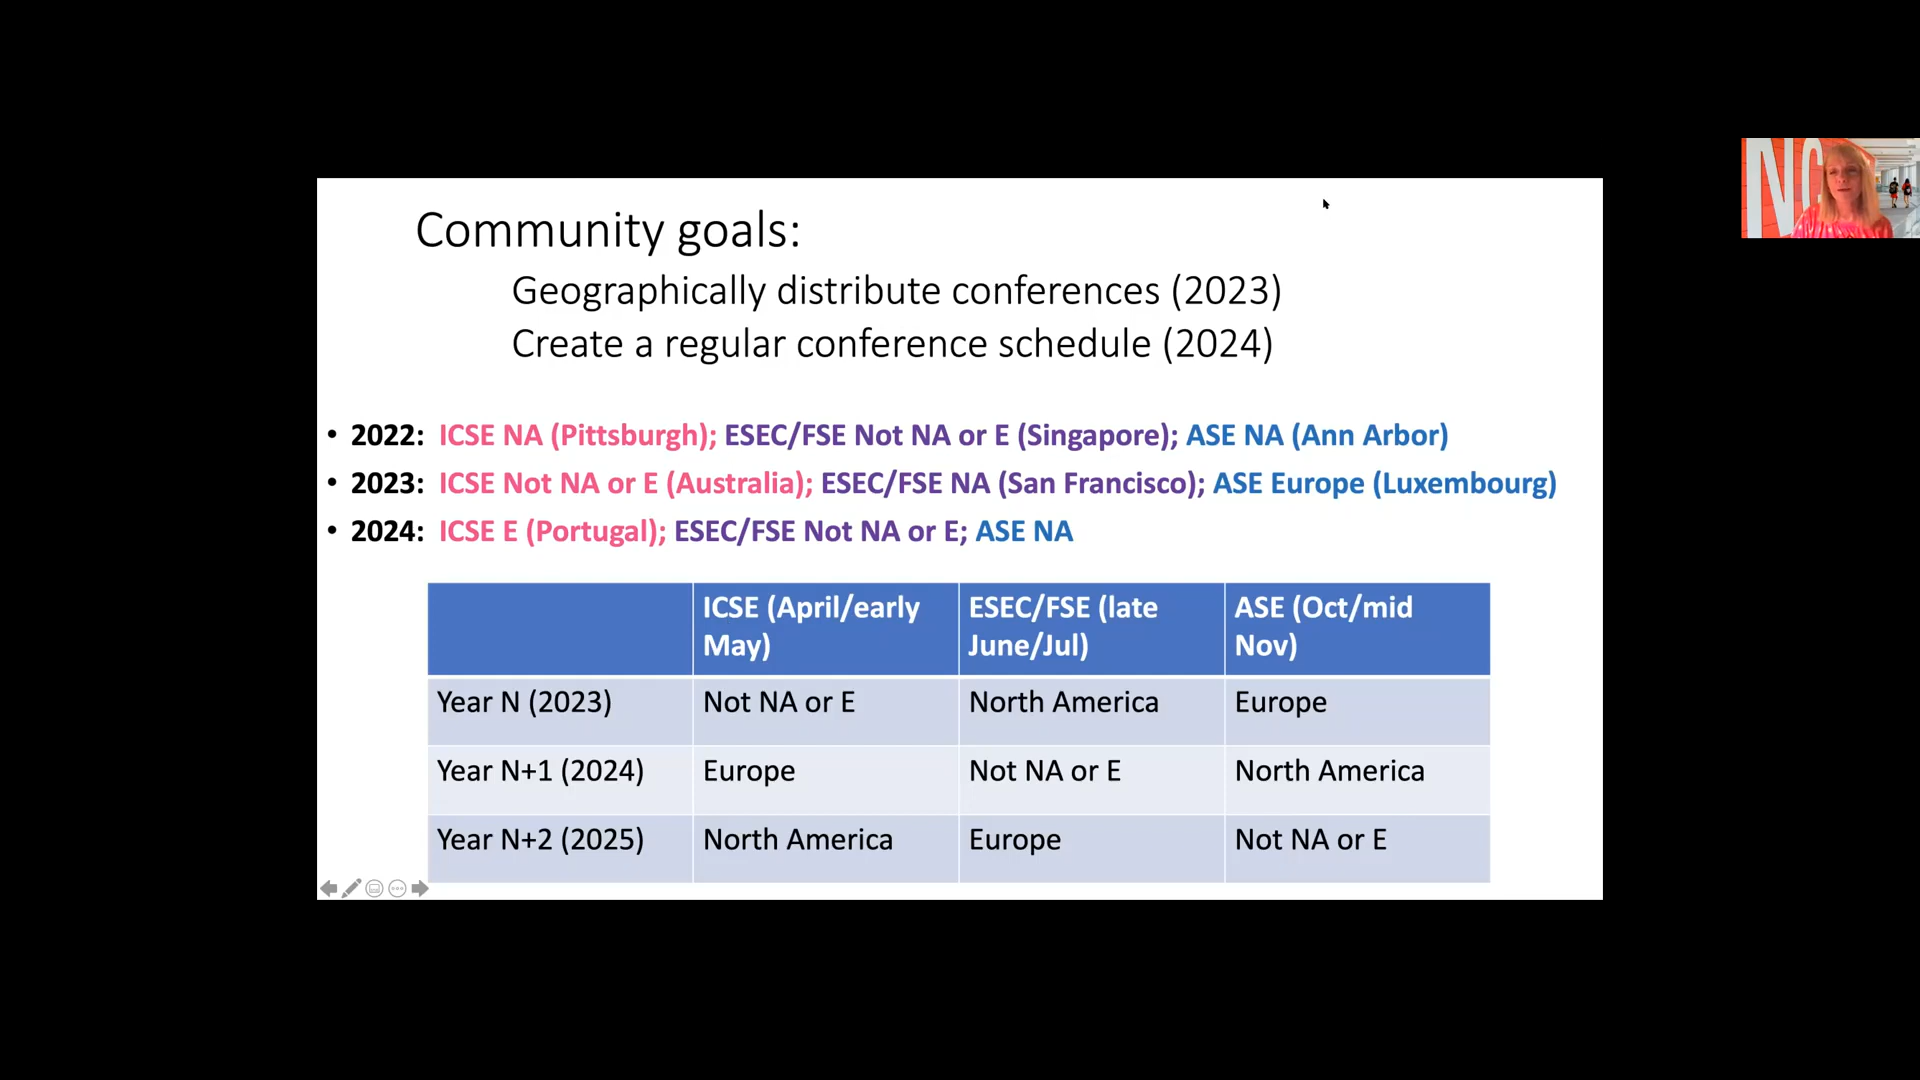 Community goals:
Geographically distribute conferences (2023)
Create a regular conference schedule (2024)
• 2022: ICSE NA (Pittsburgh); ESEC/FSE Not NA or E (Singapore); ASE NA (Ann Arbor)
• 2023: ICSE Not NA or E (Australia); ESEC/FSE NA (San Francisco); ASE Europe (Luxembourg)
• 2024: ICSE E (Portugal); ESEC/FSE Not NA or E; ASE NA
ICSE (April/early May)
ESEC/FSE (late June/Jul)
ASE (Oct/mid Nov)
Year N (2023) Not NA or E North America Europe
Year N+1 (2024) Europe Not NA or E North America
Year N+2 (2025) North America Europe Not NA or E
NC